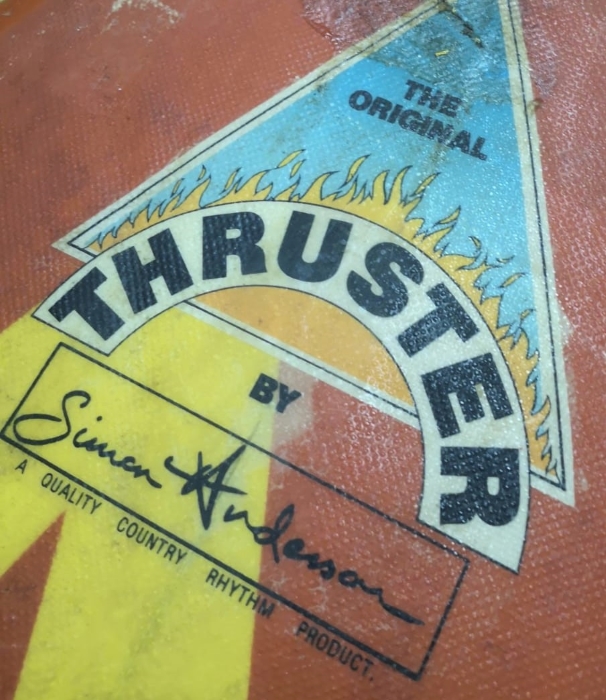 THE
ORIGINAL
THRUSTER
BY
Simon Anderson
A QUALITY COUNTRY RHYTHM PRODUCT.